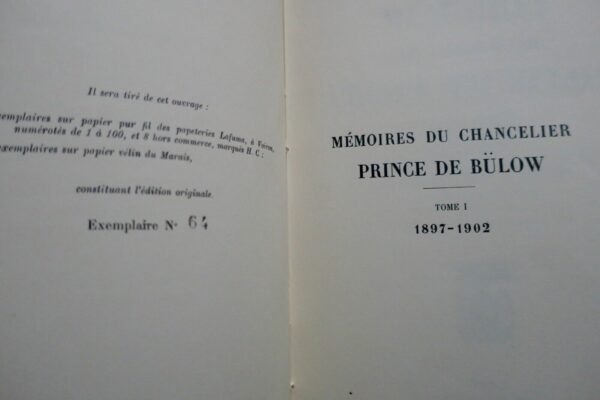 Il sera tiré de cet ouvrage :
exemplaires sur papier pur fil des papeteries Lafuma, à Voiron,
numérotés de 1 à 100, et 8 hors commerce, marqués H. C.;
exemplaires sur papier vélin du Marais,
constituant l'édition originale
Exemplaire N° 64
MÉMOIRES DU CHANCELIER
PRINCE DE BÜLOW
TOME I
1897-1902